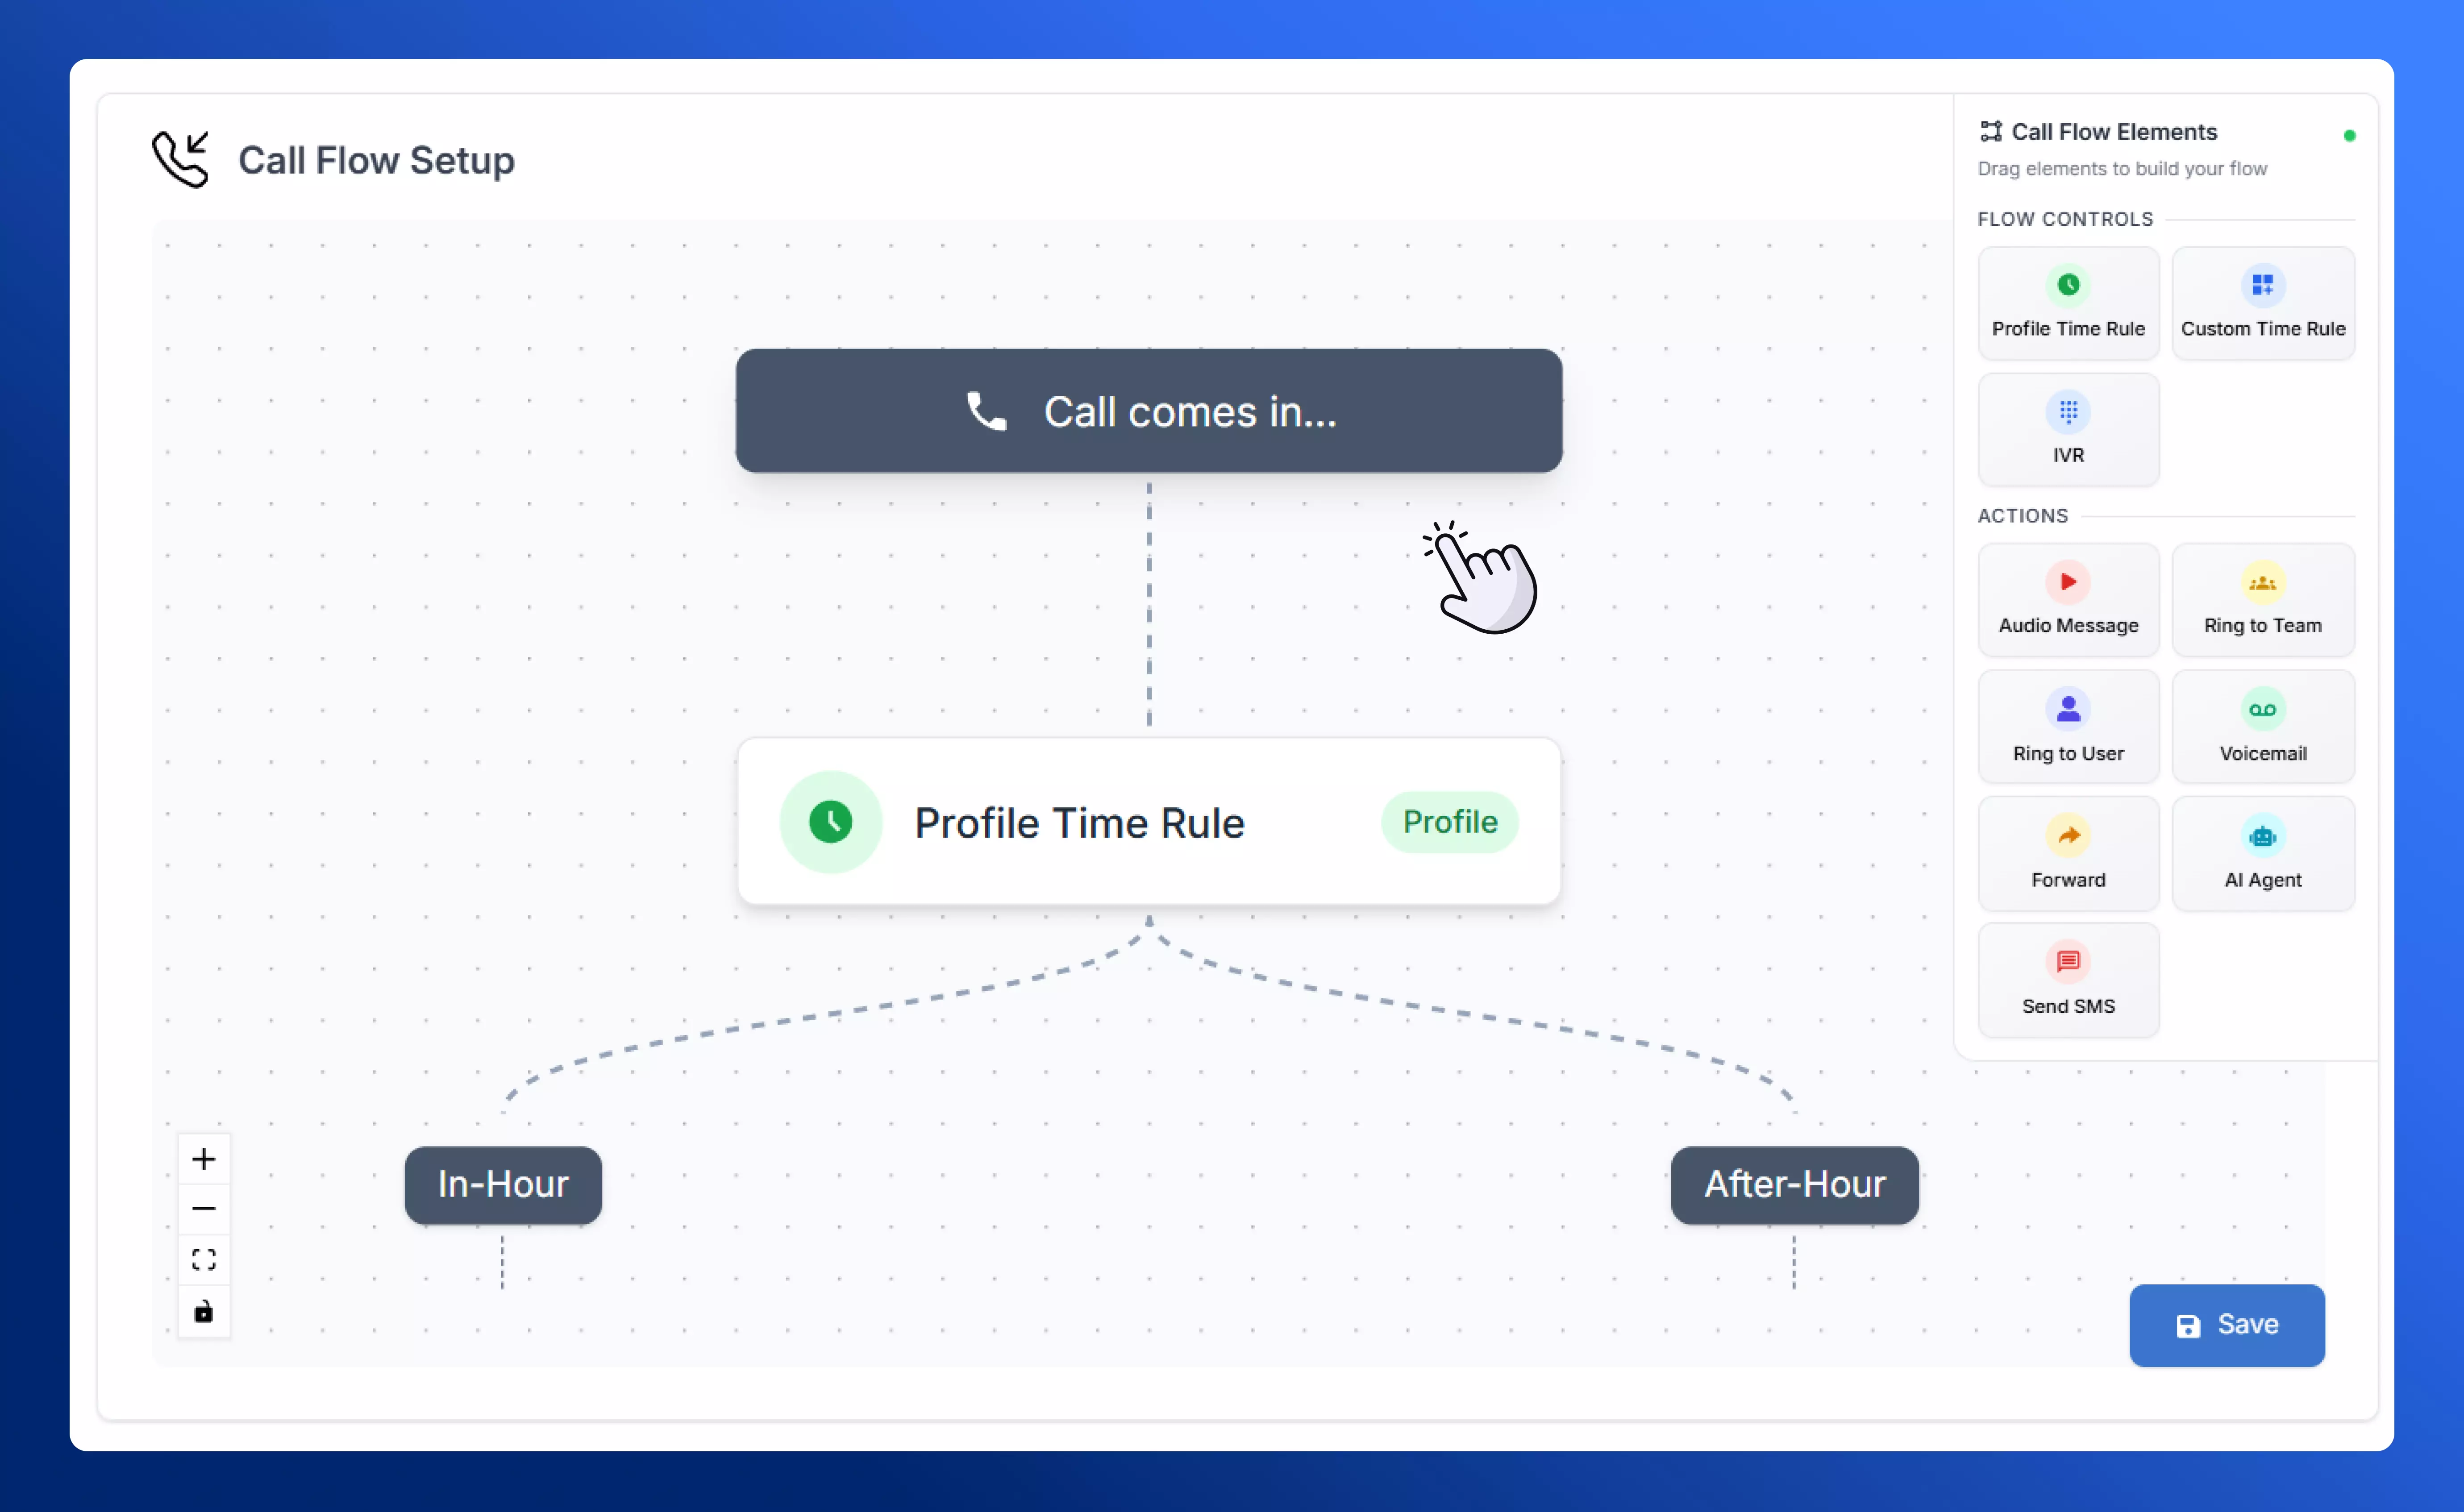 Call Flow Setup
Call comes in...
Profile Time Rule
Profile
In-Hour
After-Hour
Call Flow Elements
Drag elements to build your flow
FLOW CONTROLS
Profile Time Rule
Custom Time Rule
IVR
ACTIONS
Audio Message
Ring to Team
Ring to User
Voicemail
Forward
AI Agent
Send SMS
Save